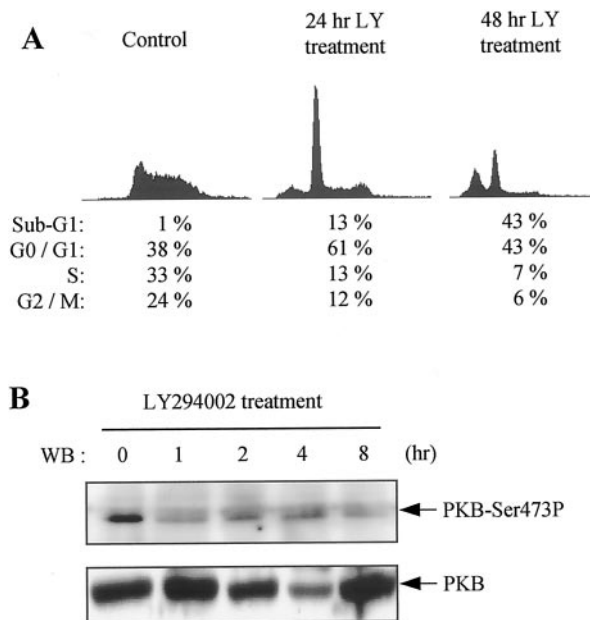 A
Control
24 hr LY
treatment
48 hr LY
treatment
Sub-G1: 1 % 13 % 43 %
G0 / G1: 38 % 61 % 43 %
S: 33 % 13 % 7 %
G2 / M: 24 % 12 % 6 %
B
LY294002 treatment
WB : 0 1 2 4 8 (hr)
PKB-Ser473P
PKB